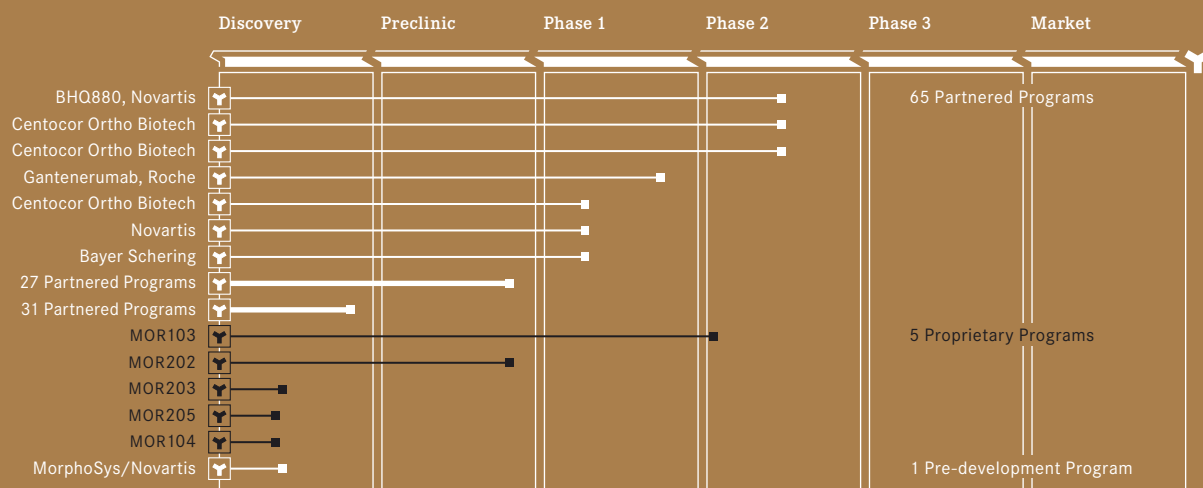 Discovery Preclinic Phase 1 Phase 2 Phase 3 Market
BHQ880, Novartis 65 Partnered Programs
Centocor Ortho Biotech
Centocor Ortho Biotech
Gantenerumab, Roche
Centocor Ortho Biotech
Novartis
Bayer Schering
27 Partnered Programs
31 Partnered Programs
MOR103 5 Proprietary Programs
MOR202
MOR203
MOR205
MOR104
MorphoSys/Novartis 1 Pre-development Program